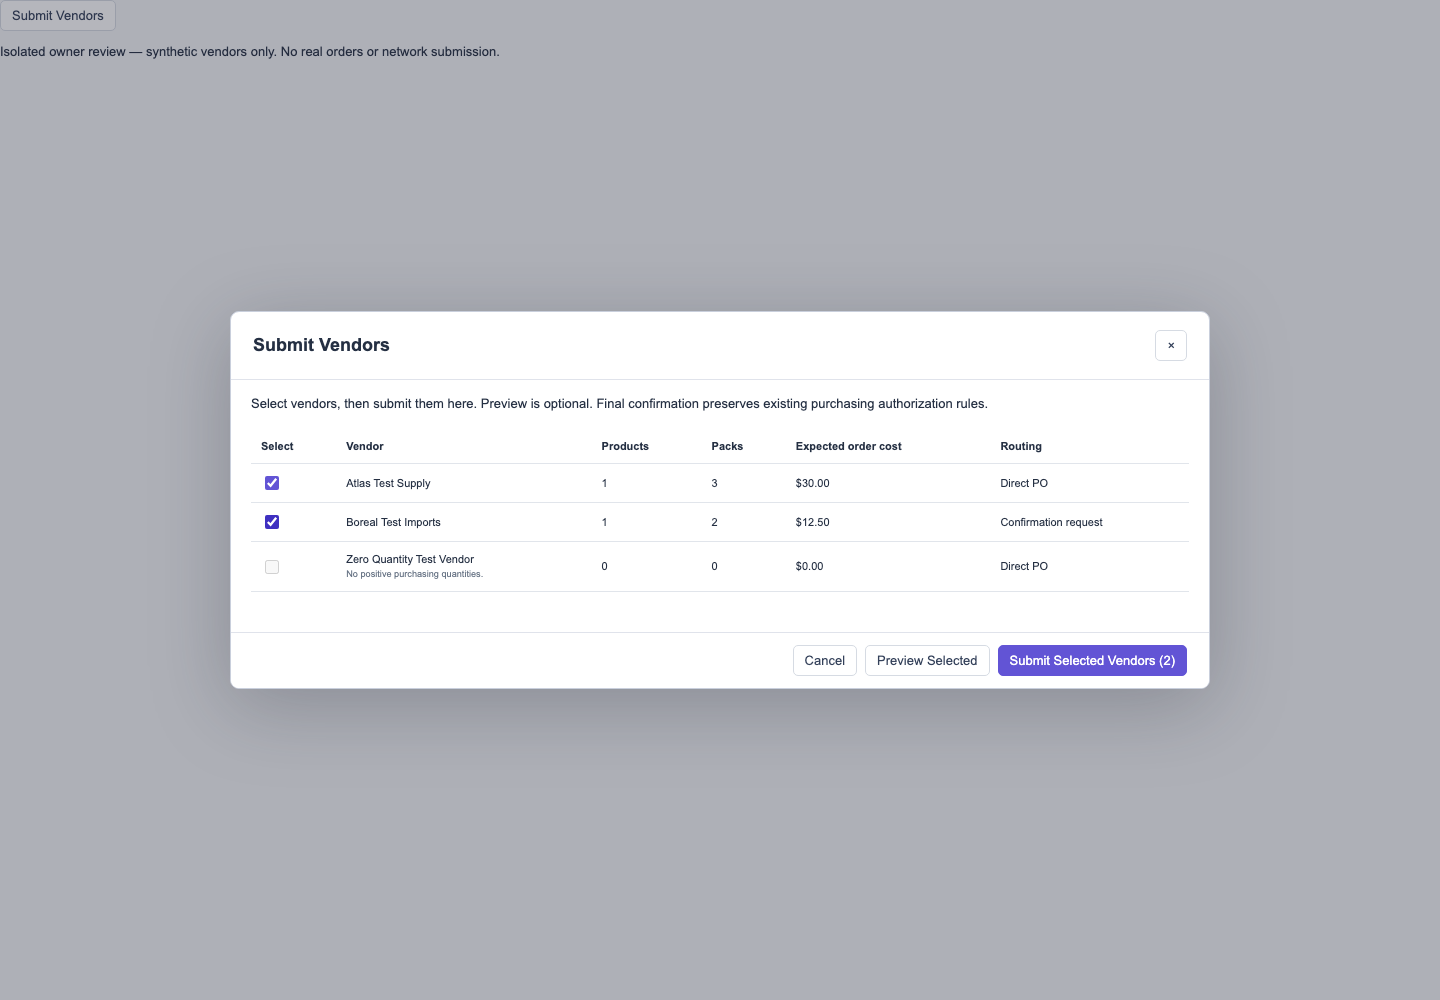 Submit Vendors
Isolated owner review — synthetic vendors only. No real orders or network submission.
Submit Vendors
×
Select vendors, then submit them here. Preview is optional. Final confirmation preserves existing purchasing authorization rules.
Select Vendor Products Packs Expected order cost Routing
Atlas Test Supply 1 3 $30.00 Direct PO
Boreal Test Imports 1 2 $12.50 Confirmation request
Zero Quantity Test Vendor 0 0 $0.00 Direct PO
No positive purchasing quantities.
Cancel Preview Selected Submit Selected Vendors (2)